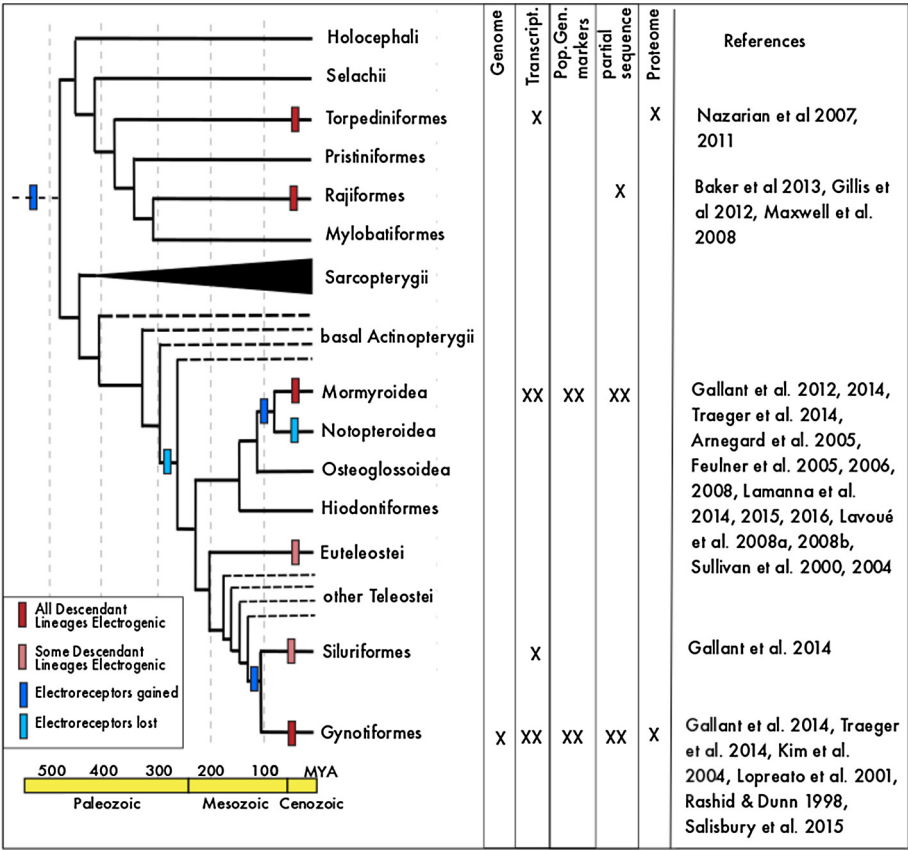 Genome
Transcript.
Pop.Gen.
markers
partial
sequence
Proteome
References
Holocephali
Selachii
Torpediniformes
X
X
Nazarian et al 2007,
2011
Pristiniformes
Rajiformes
X
Baker et al 2013, Gillis et
al 2012, Maxwell et al.
2008
Mylobatiformes
Sarcopterygii
basal Actinopterygii
Mormyroidea
XX
XX
XX
Gallant et al. 2012, 2014,
Traeger et al. 2014,
Arnegard et al. 2005,
Feulner et al. 2005, 2006,
2008, Lamanna et al.
2014, 2015, 2016, Lavoué
et al. 2008a, 2008b,
Sullivan et al. 2000, 2004
Notopteroidea
Osteoglossoidea
Hiodontiformes
Euteleostei
other Teleostei
Siluriformes
X
Gallant et al. 2014
Gynotiformes
X
XX
XX
XX
X
Gallant et al. 2014, Traeger
et al. 2014, Kim et al.
2004, Lopreato et al. 2001,
Rashid & Dunn 1998,
Salisbury et al. 2015
All Descendant
Lineages Electrogenic
Some Descendant
Lineages Electrogenic
Electroreceptors gained
Electroreceptors lost
500 400 300 200 100 MYA
Paleozoic Mesozoic Cenozoic